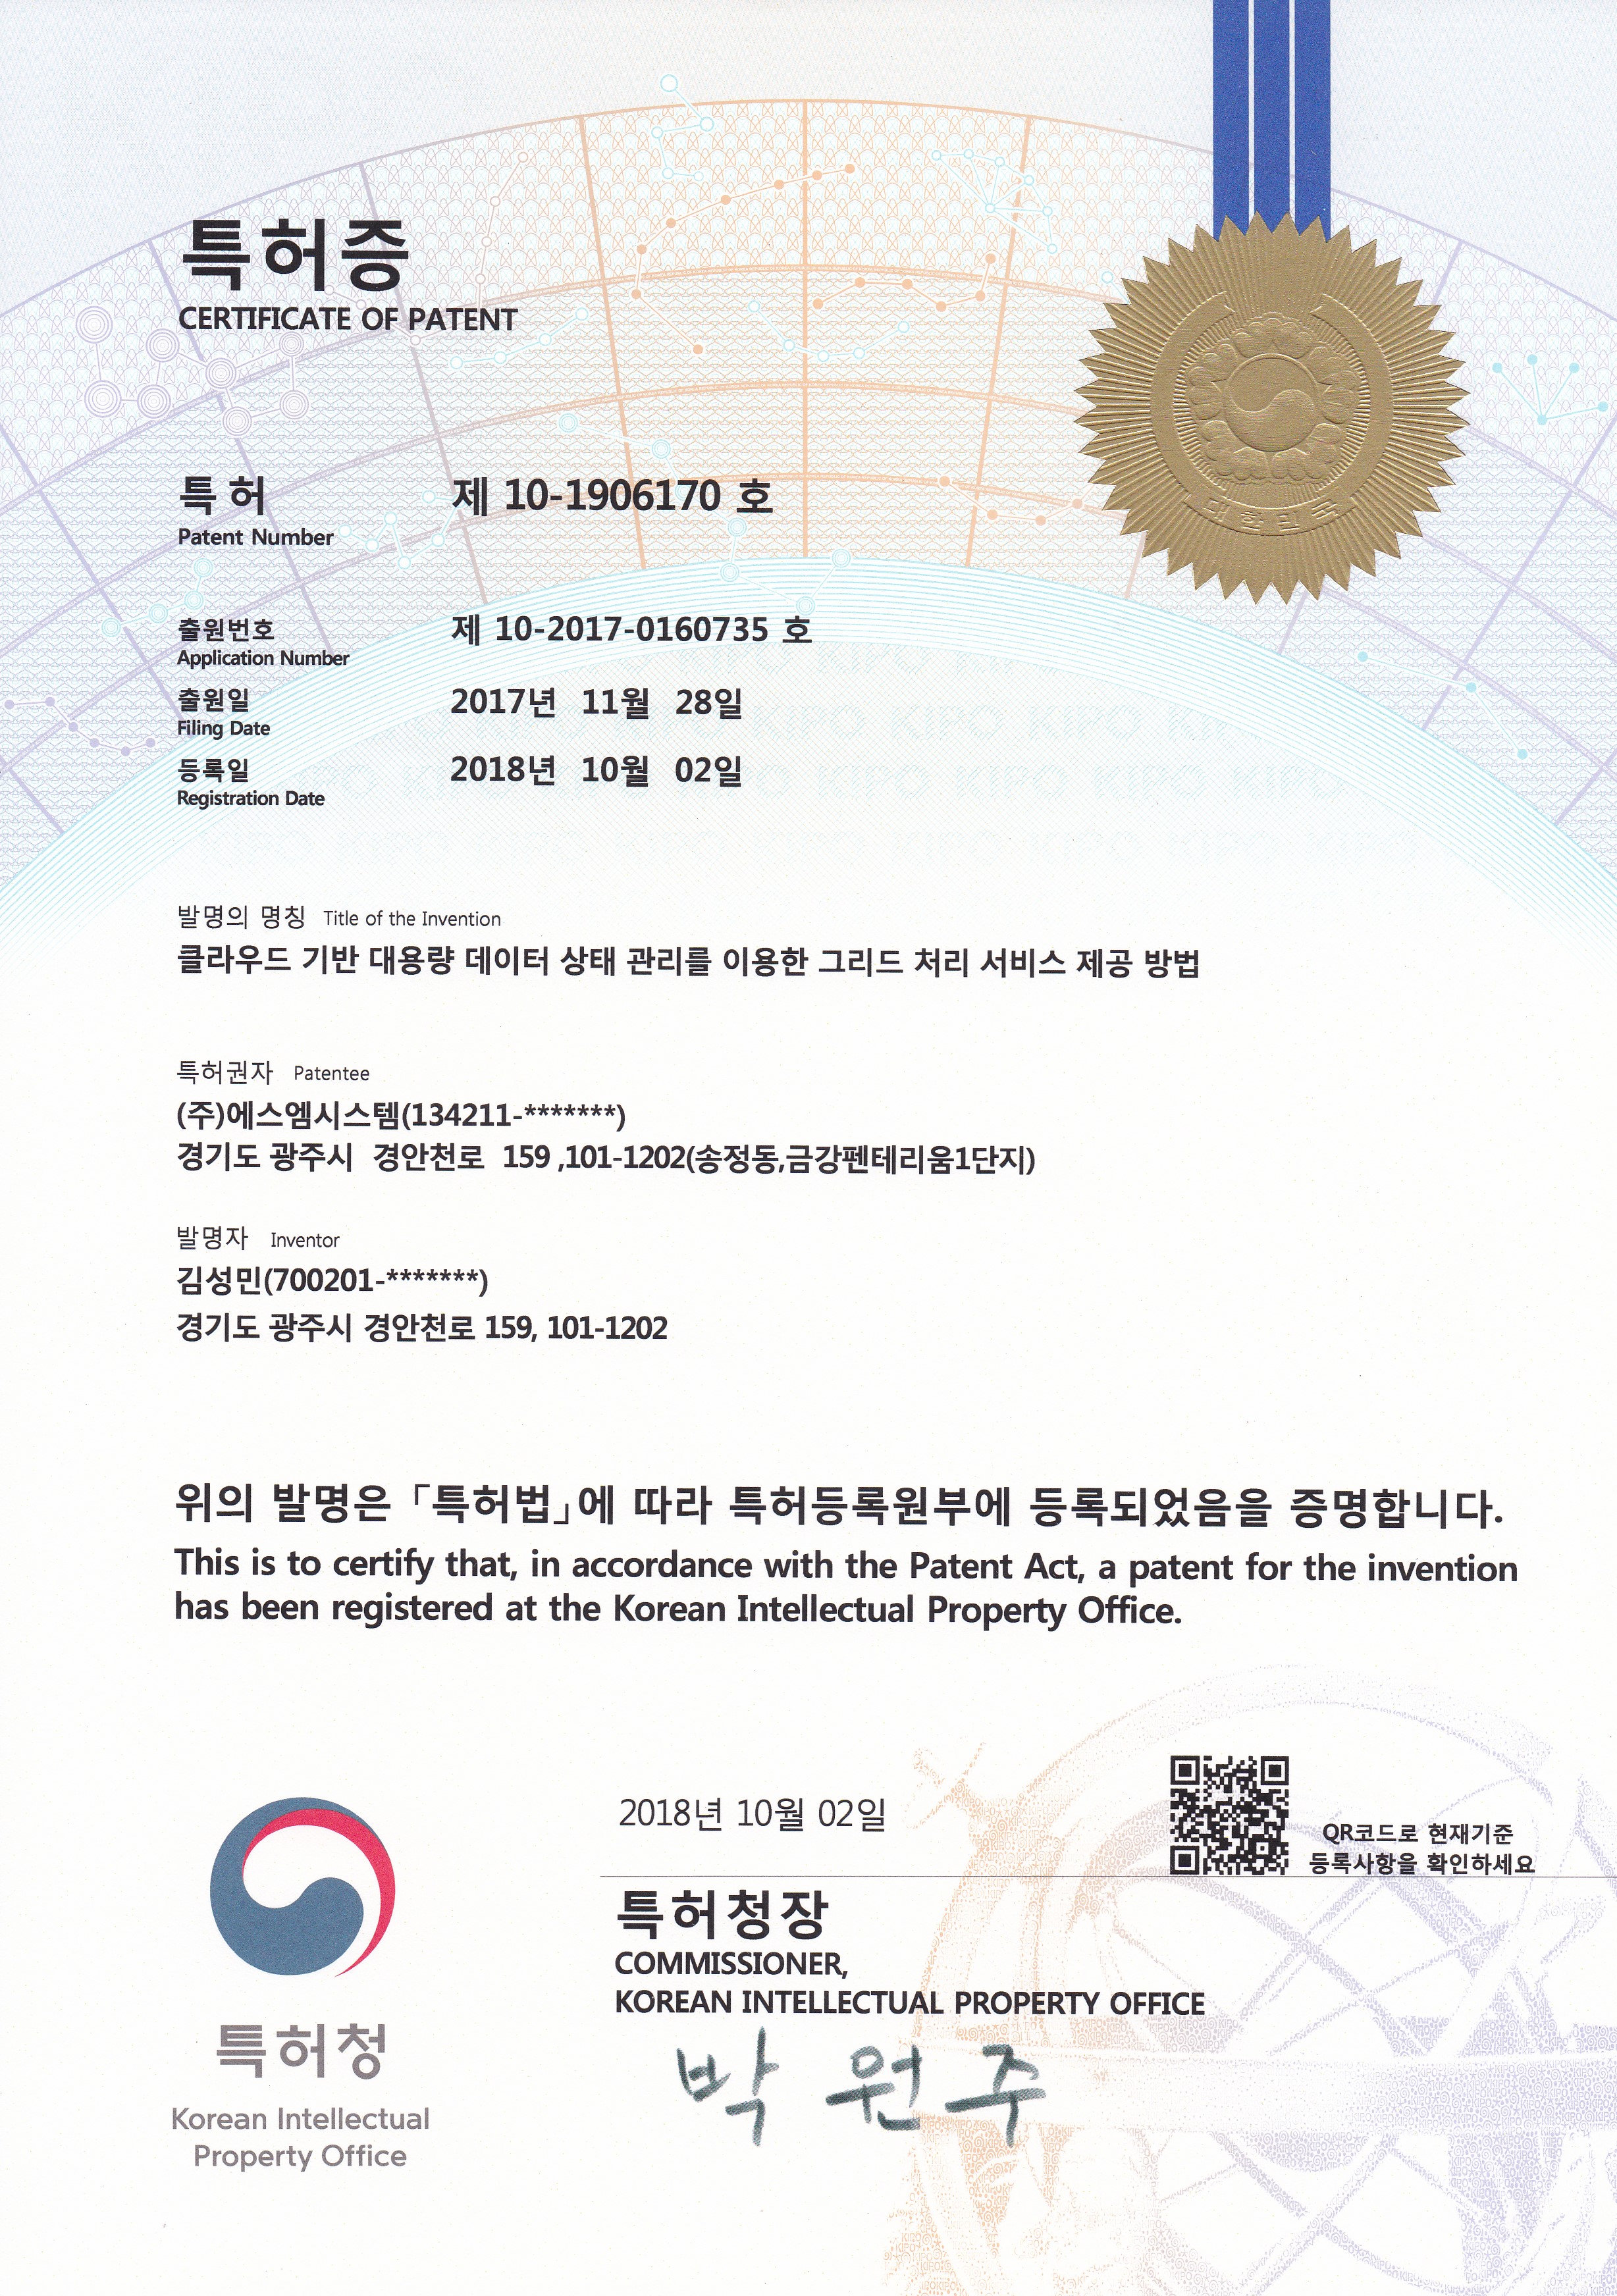 특허증
CERTIFICATE OF PATENT
대한민국
특 허 제 10-1906170 호
Patent Number
출원번호 제 10-2017-0160735 호
Application Number
출원일 2017년 11월 28일
Filing Date
등록일 2018년 10월 02일
Registration Date
발명의 명칭 Title of the Invention
클라우드 기반 대용량 데이터 상태 관리를 이용한 그리드 처리 서비스 제공 방법
특허권자 Patentee
(주)에스엠시스템(134211-*******)
경기도 광주시 경안천로 159 ,101-1202(송정동,금강펜테리움1단지)
발명자 Inventor
김성민(700201-*******)
경기도 광주시 경안천로 159, 101-1202
위의 발명은 「특허법」에 따라 특허등록원부에 등록되었음을 증명합니다.
This is to certify that, in accordance with the Patent Act, a patent for the invention
has been registered at the Korean Intellectual Property Office.
2018년 10월 02일
QR코드로 현재기준
등록사항을 확인하세요
특허청장
COMMISSIONER,
KOREAN INTELLECTUAL PROPERTY OFFICE
박 원 주
특허청
Korean Intellectual
Property Office